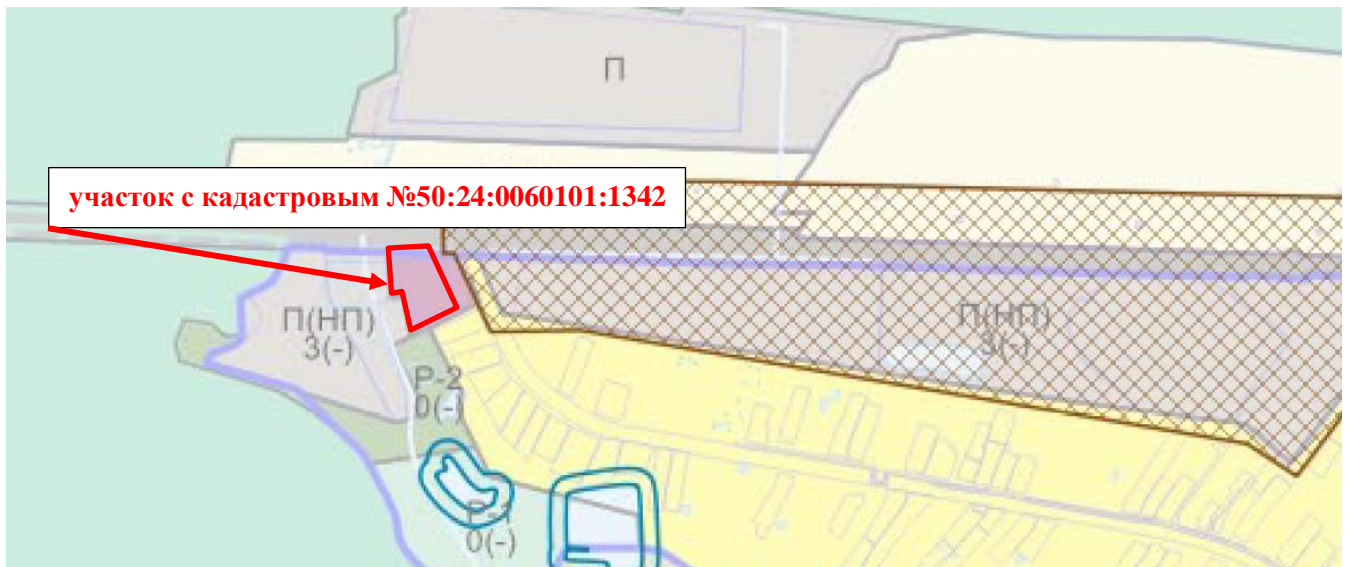 П
участок с кадастровым №50:24:0060101:1342
П(НП)
3(-)
П(НП)
3(-)
Р-2
0(-)
Р-1
0(-)